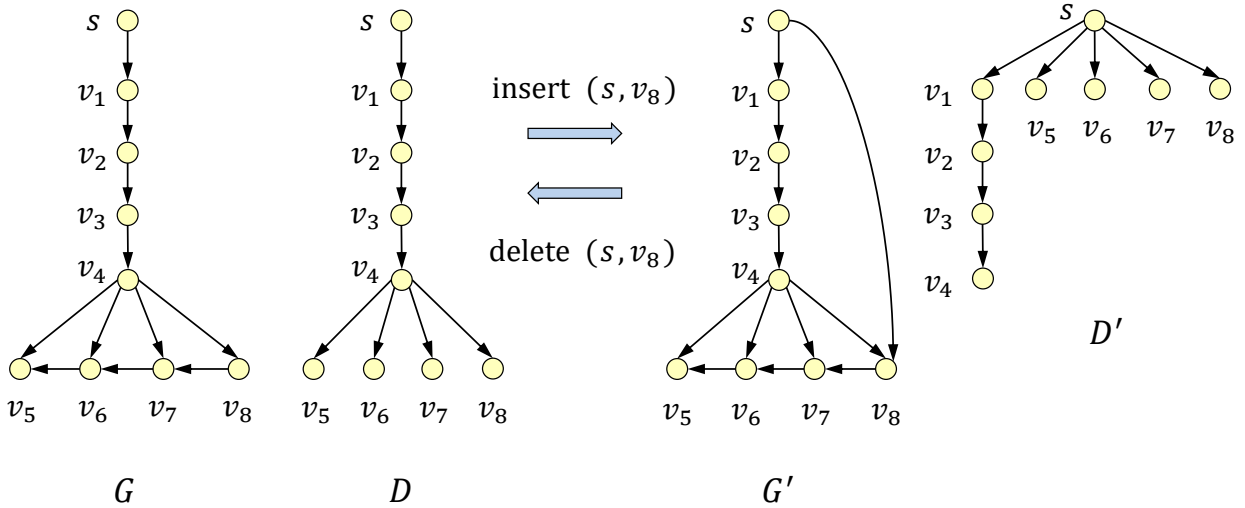 s
v₁
v₂
v₃
v₄
v₅ v₆ v₇ v₈
G
s
v₁
v₂
v₃
v₄
v₅ v₆ v₇ v₈
D
insert (s, v₈)
delete (s, v₈)
s
v₁
v₂
v₃
v₄
v₅ v₆ v₇ v₈
G′
s
v₁
v₅ v₆ v₇ v₈
v₂
v₃
v₄
D′